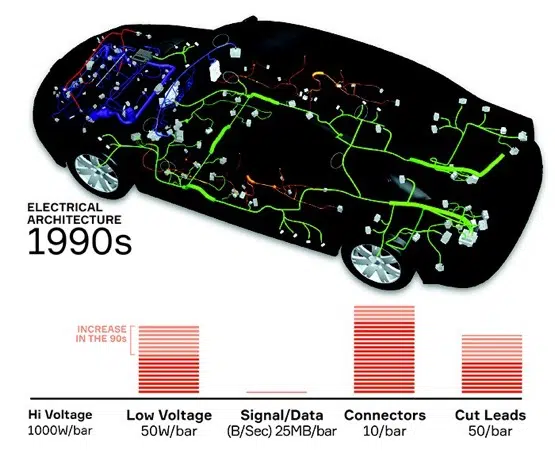 ELECTRICAL
ARCHITECTURE
1990s
INCREASE
IN THE 90s
Hi Voltage
1000W/bar
Low Voltage
50W/bar
Signal/Data
(B/Sec) 25MB/bar
Connectors
10/bar
Cut Leads
50/bar